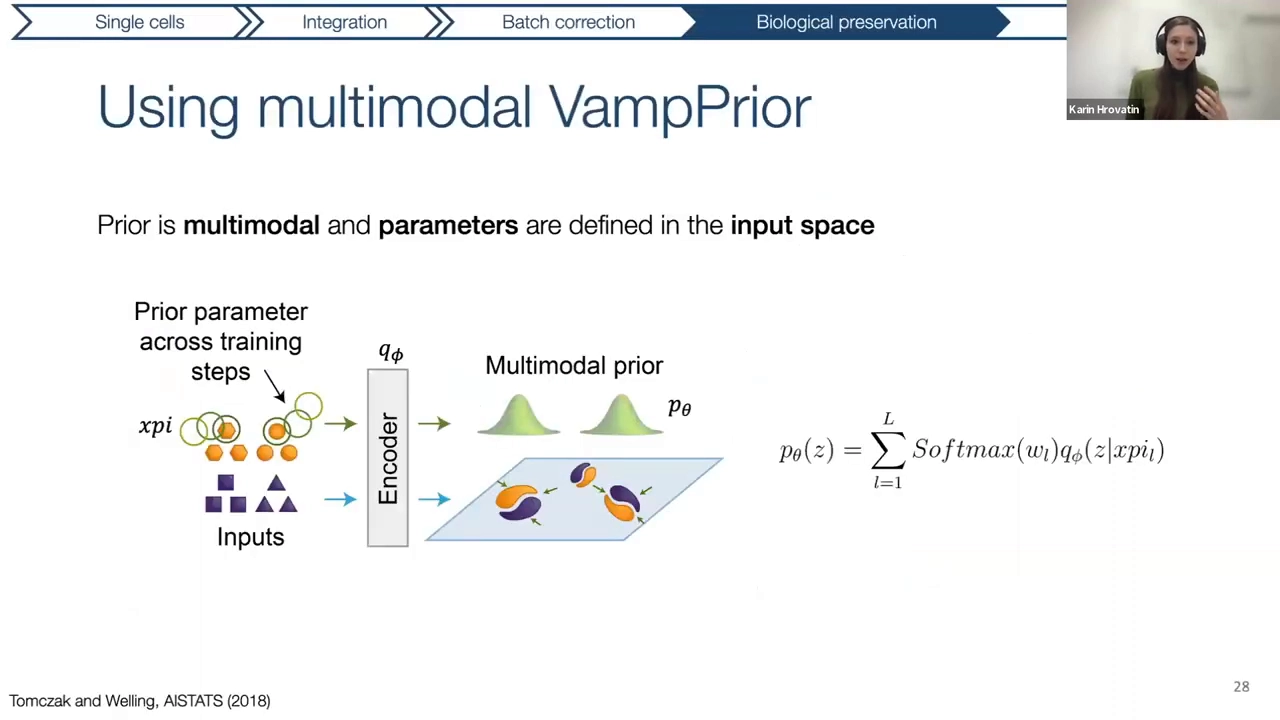 Single cells
Integration
Batch correction
Biological preservation
Karin Hrovatin
Using multimodal VampPrior
Prior is multimodal and parameters are defined in the input space
Prior parameter
across training
steps
xpi
Inputs
qϕ
Encoder
Multimodal prior
pθ
pθ(z) = ∑_{l=1}^{L} Softmax(w_l)qϕ(z|xpi_l)
Tomczak and Welling, AISTATS (2018)
28